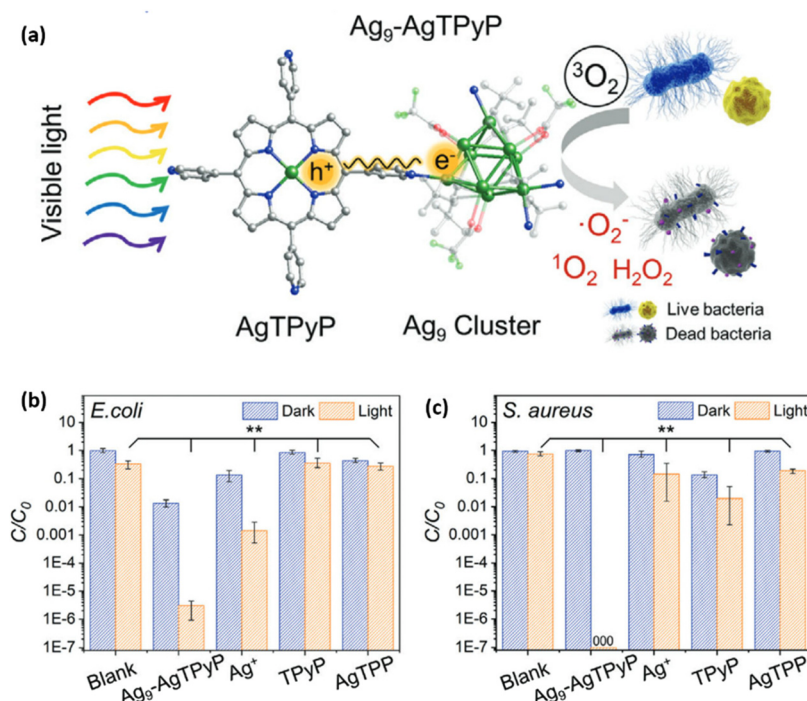 (a)
Ag₉-AgTPyP
Visible light
h⁺
e⁻
³O₂
·O₂⁻
¹O₂ H₂O₂
AgTPyP
Ag₉ Cluster
Live bacteria
Dead bacteria
(b)
E.coli
Dark
Light
**
C/C₀
10
1
0.1
0.01
0.001
1E-4
1E-5
1E-6
1E-7
Blank
Ag₉-AgTPyP
Ag⁺
TPyP
AgTPP
(c)
S. aureus
Dark
Light
**
C/C₀
10
1
0.1
0.01
0.001
1E-4
1E-5
1E-6
1E-7
000
Blank
Ag₉-AgTPyP
Ag⁺
TPyP
AgTPP